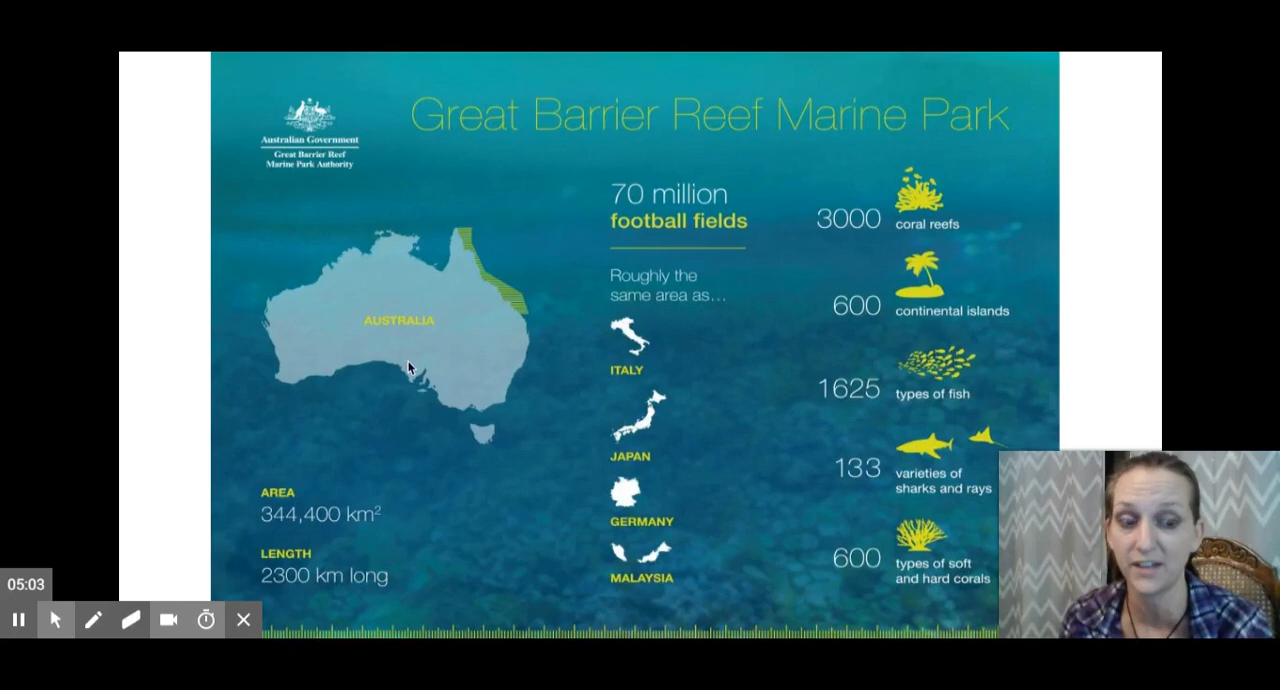 Great Barrier Reef Marine Park
Australian Government
Great Barrier Reef
Marine Park Authority
AUSTRALIA
AREA
344,400 km²
LENGTH
2300 km long
70 million
football fields
Roughly the
same area as...
ITALY
JAPAN
GERMANY
MALAYSIA
3000
coral reefs
600
continental islands
1625
types of fish
133
varieties of
sharks and rays
600
types of soft
and hard corals
05:03